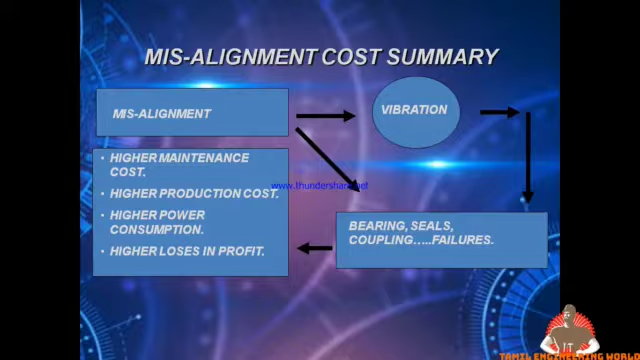 MIS-ALIGNMENT COST SUMMARY
MIS-ALIGNMENT
VIBRATION
• HIGHER MAINTENANCE
COST.
• HIGHER PRODUCTION COST.
• HIGHER POWER
CONSUMPTION.
• HIGHER LOSES IN PROFIT.
www.thundershare.net
BEARING, SEALS,
COUPLING.....FAILURES.
IT
TAMIL ENGINEERING WORLD